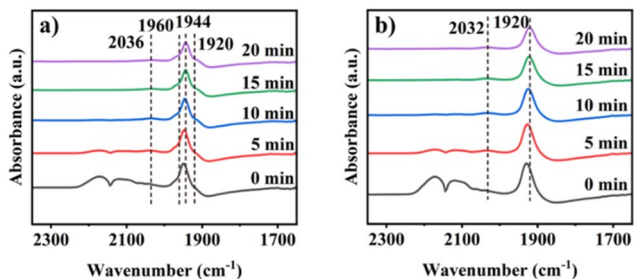 a)
1960 1944
2036 1920
20 min
15 min
10 min
5 min
0 min
Absorbance (a.u.)
2300 2100 1900 1700
Wavenumber (cm⁻¹)
b)
2032 1920
20 min
15 min
10 min
5 min
0 min
Absorbance (a.u.)
2300 2100 1900 1700
Wavenumber (cm⁻¹)